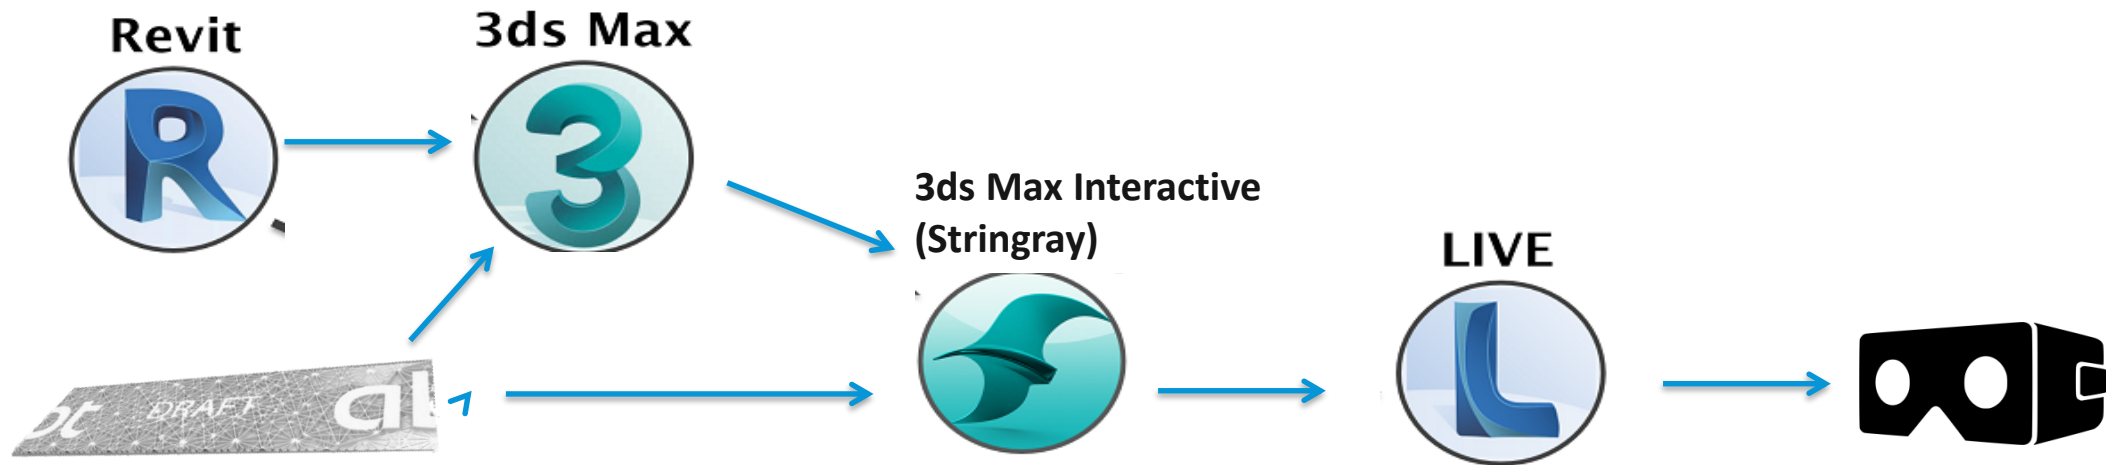 Revit
3ds Max
3ds Max Interactive
(Stringray)
LIVE
DRAFT